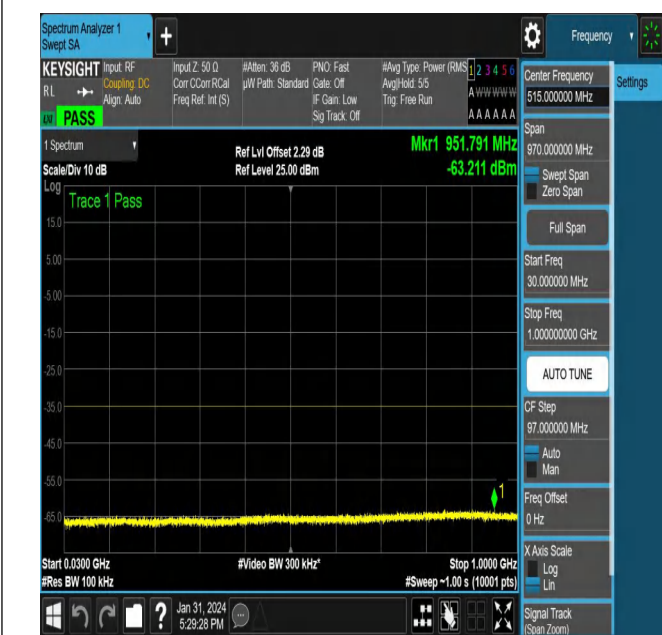 Spectrum Analyzer 1
Swept SA
+
Frequency
KEYSIGHT
RL
LXI
PASS
Input: RF
Coupling: DC
Align: Auto
Input Z: 50 Ω
Corr CCorr RCal
Freq Ref: Int (S)
#Atten: 36 dB
µW Path: Standard
PNO: Fast
Gate: Off
IF Gain: Low
Sig Track: Off
#Avg Type: Power (RMS
Avg|Hold: 5/5
Trig: Free Run
1 2 3 4 5 6
A W W W W W
A A A A A A
1 Spectrum
Scale/Div 10 dB
Ref Lvl Offset 2.29 dB
Ref Level 25.00 dBm
Mkr1 951.791 MHz
-63.211 dBm
Log
Trace 1 Pass
15.0
5.00
-5.00
-15.0
-25.0
-35.0
-45.0
-55.0
-65.0
1
Start 0.0300 GHz
#Res BW 100 kHz
#Video BW 300 kHz*
Stop 1.0000 GHz
#Sweep ~1.00 s (10001 pts)
?
Jan 31, 2024
5:29:28 PM
Center Frequency
515.000000 MHz
Settings
Span
970.000000 MHz
Swept Span
Zero Span
Full Span
Start Freq
30.000000 MHz
Stop Freq
1.000000000 GHz
AUTO TUNE
CF Step
97.000000 MHz
Auto
Man
Freq Offset
0 Hz
X Axis Scale
Log
Lin
Signal Track
(Span Zoom)